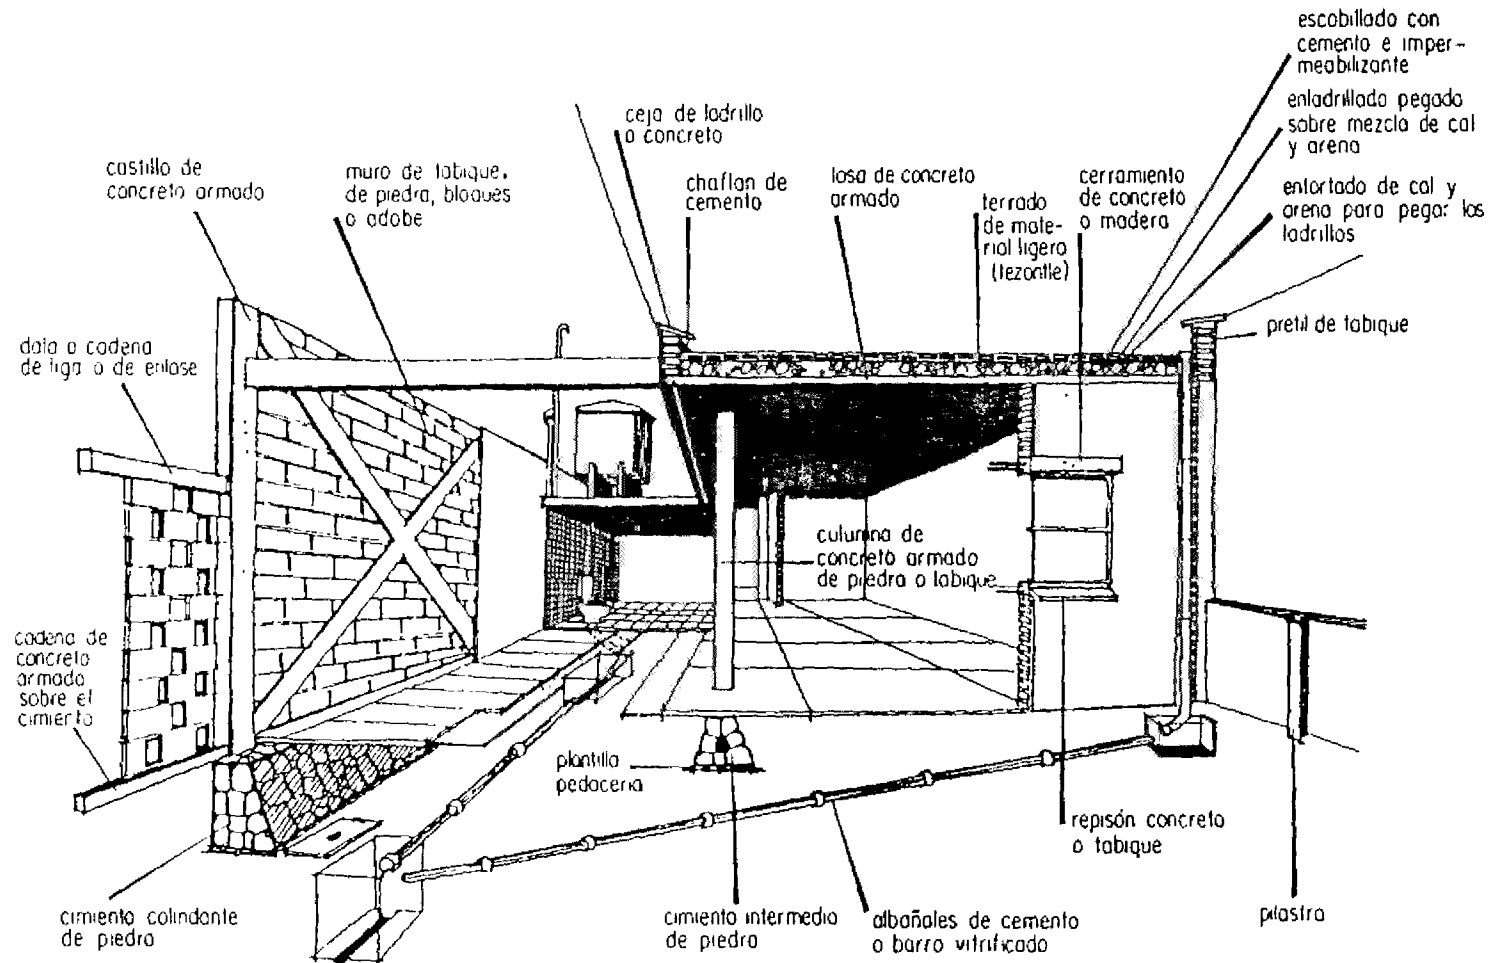 escobillado con
cemento e imper-
meabilizante
enladrillado pegado
sobre mezcla de cal
y arena
entortado de cal y
arena para pegar los
ladrillos
ceja de ladrillo
o concreto
chaflan de
cemento
losa de concreto
armado
terrado
de mate-
rial ligero
(tezontle)
cerramiento
de concreto
o madera
castillo de
concreto armado
muro de tabique,
de piedra, bloques
o adobe
pretil de tabique
dala o cadena
de liga o de enlase
columna de
concreto armado
de piedra o tabique
cadena de
concreto
armado
sobre el
cimiento
plantilla
pedaceria
repisón concreto
o tabique
cimiento colindante
de piedra
cimiento intermedio
de piedra
albañales de cemento
o barro vitrificado
pilastra